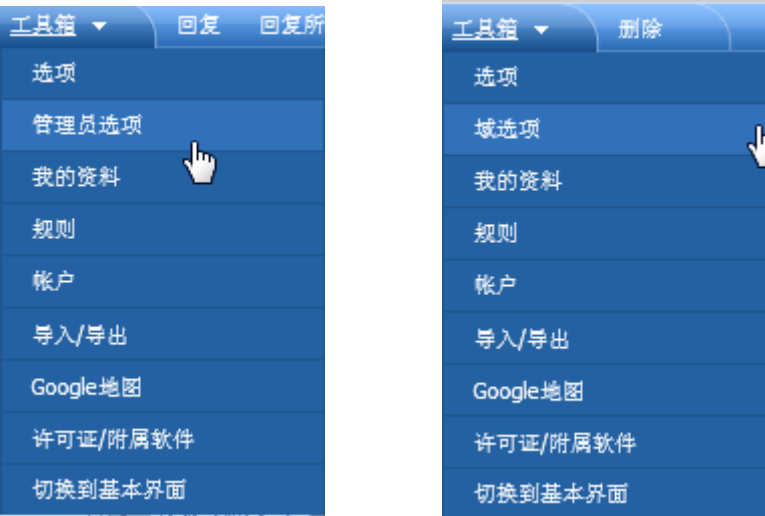 工具箱 回复 回复所
选项
管理员选项
我的资料
规则
帐户
导入/导出
Google地图
许可证/附属软件
切换到基本界面
工具箱 删除
选项
域选项
我的资料
规则
帐户
导入/导出
Google地图
许可证/附属软件
切换到基本界面